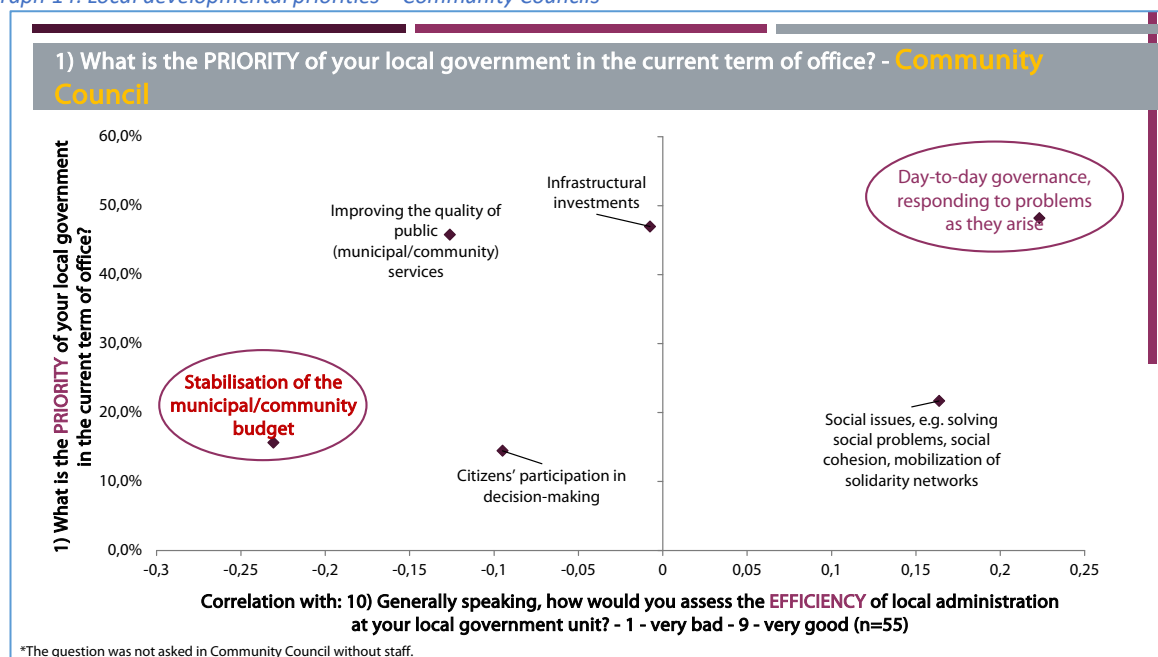 raph 14: Local developmental priorities – Community Councils
1) What is the PRIORITY of your local government in the current term of office? - Community
Council
1) What is the PRIORITY of your local government
in the current term of office?
60,0%
50,0%
40,0%
30,0%
20,0%
10,0%
0,0%
Improving the quality of
public
(municipal/community)
services
Infrastructural
investments
Day-to-day governance,
responding to problems
as they arise
Stabilisation of the
municipal/community
budget
Citizens' participation in
decision-making
Social issues, e.g. solving
social problems, social
cohesion, mobilization of
solidarity networks
-0,3 -0,25 -0,2 -0,15 -0,1 -0,05 0 0,05 0,1 0,15 0,2 0,25
Correlation with: 10) Generally speaking, how would you assess the EFFICIENCY of local administration
at your local government unit? - 1 - very bad - 9 - very good (n=55)
*The question was not asked in Community Council without staff.